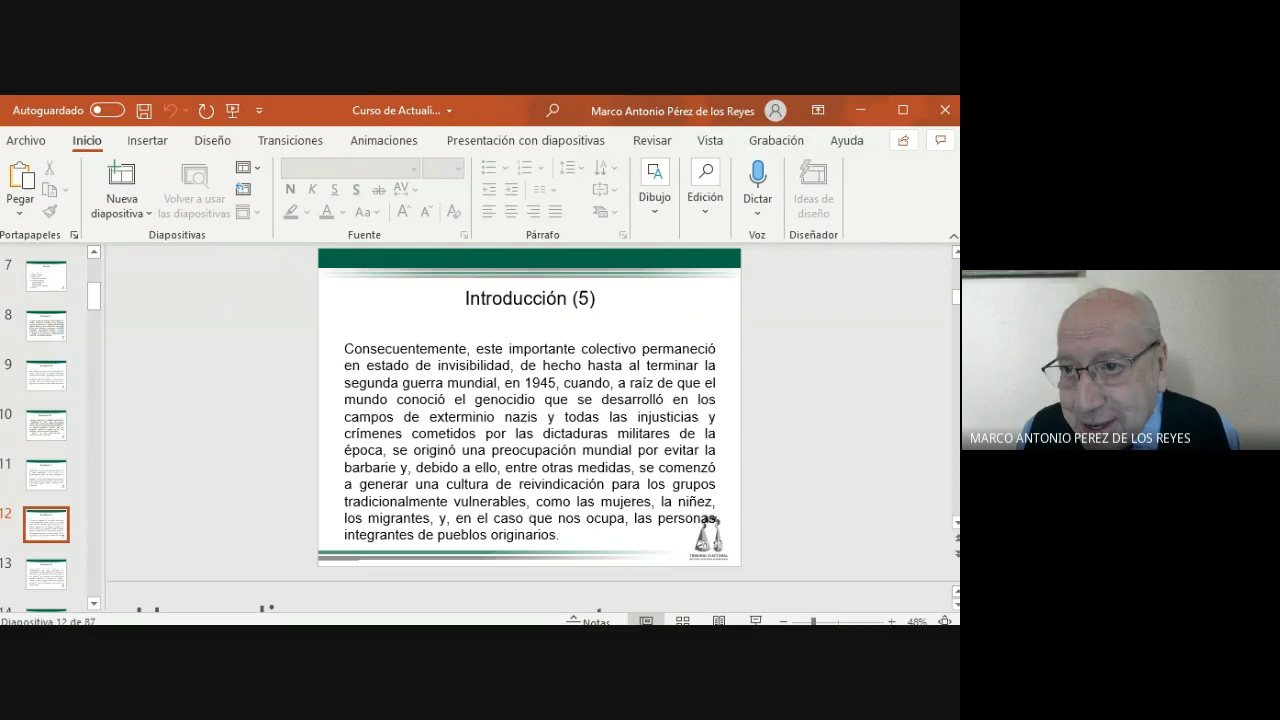 Autoguardado
Curso de Actuali...
Marco Antonio Pérez de los Reyes
Archivo Inicio Insertar Diseño Transiciones Animaciones Presentación con diapositivas Revisar Vista Grabación Ayuda
Pegar
Nueva diapositiva
Volver a usar las diapositivas
N K S S ab AV
A Aa A A
Dibujo
Edición
Dictar
Ideas de diseño
Portapapeles Diapositivas Fuente Párrafo Voz Diseñador
7
8
9
10
11
12
13
14
Introducción (5)
Consecuentemente, este importante colectivo permaneció
en estado de invisibilidad, de hecho hasta al terminar la
segunda guerra mundial, en 1945, cuando, a raíz de que el
mundo conoció el genocidio que se desarrolló en los
campos de exterminio nazis y todas las injusticias y
crímenes cometidos por las dictaduras militares de la
época, se originó una preocupación mundial por evitar la
barbarie y, debido a ello, entre otras medidas, se comenzó
a generar una cultura de reivindicación para los grupos
tradicionalmente vulnerables, como las mujeres, la niñez,
los migrantes, y, en el caso que nos ocupa, las personas
integrantes de pueblos originarios.
TRIBUNAL ELECTORAL
Diapositiva 12 de 87
Notas
48%
MARCO ANTONIO PEREZ DE LOS REYES